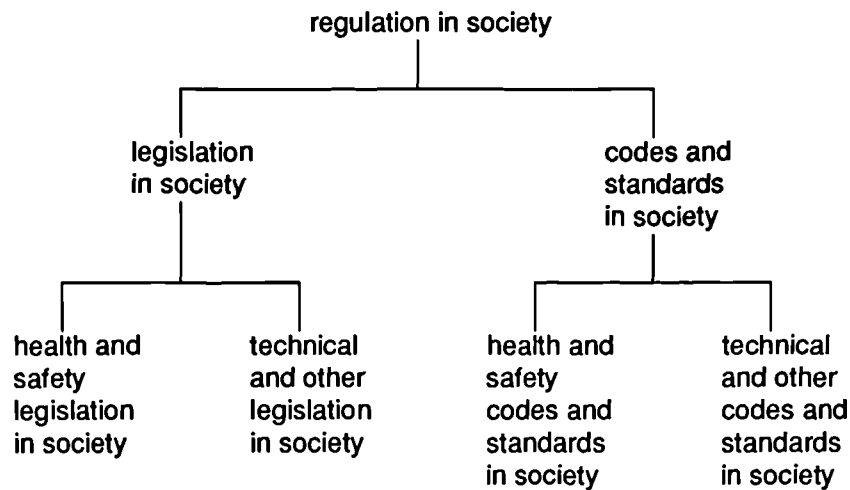 regulation in society
legislation
in society
codes and
standards
in society
health and
safety
legislation
in society
technical
and other
legislation
in society
health and
safety
codes and
standards
in society
technical
and other
codes and
standards
in society